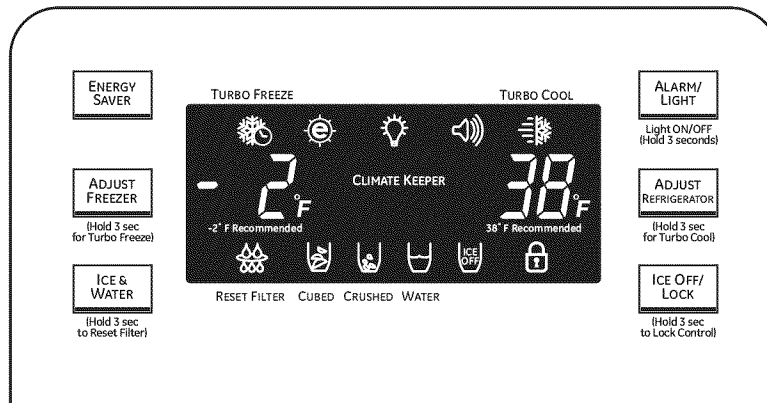 ENERGY
SAVER
TURBO FREEZE
TURBO COOL
ALARM/
LIGHT
Light ON/OFF
(Hold 3 seconds)
e
ADJUST
FREEZER
(Hold 3 sec
for Turbo Freeze)
-2°F
-2° F Recommended
CLIMATE KEEPER
38°F
38° F Recommended
ADJUST
REFRIGERATOR
(Hold 3 sec
for Turbo Cool)
ICE &
WATER
(Hold 3 sec
to Reset Filter)
ICE
OFF
RESET FILTER CUBED CRUSHED WATER
ICE OFF/
LOCK
(Hold 3 sec
to Lock Control)